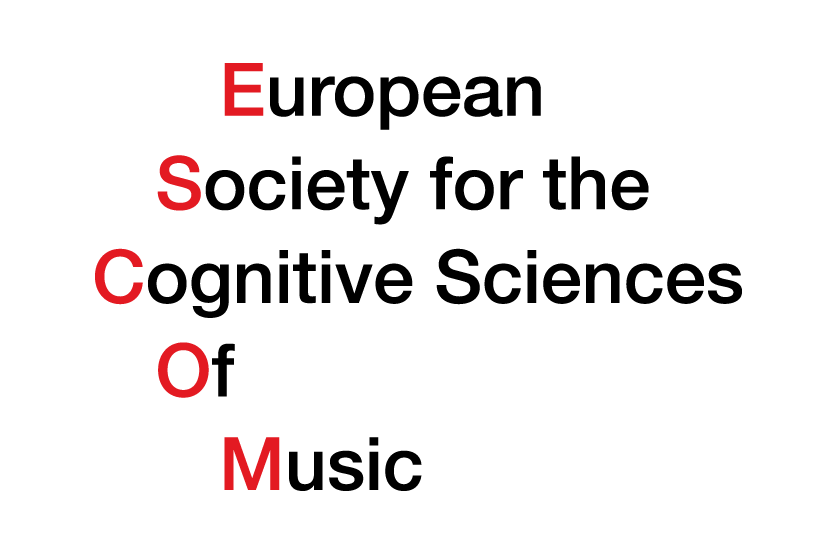 European
Society for the
Cognitive Sciences
Of
Music